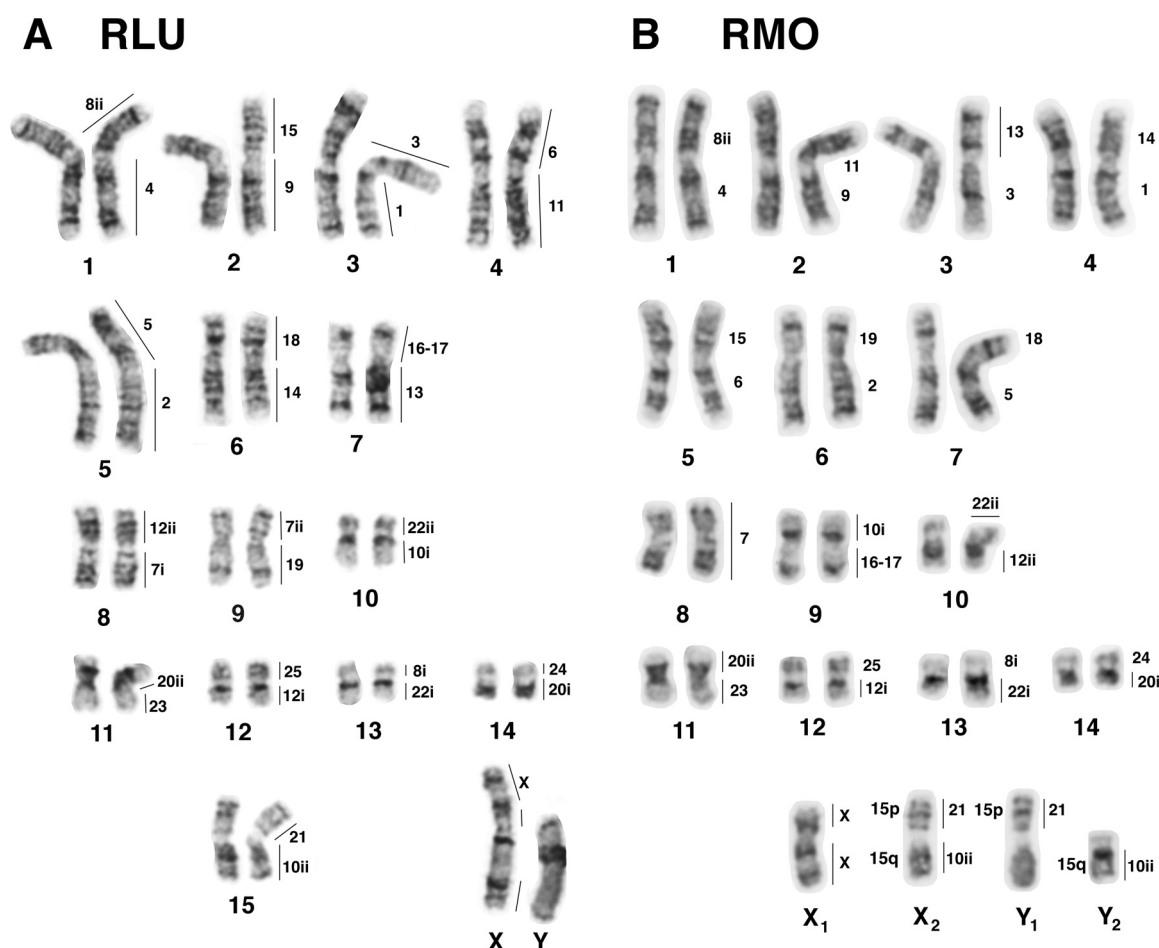 A RLU
8ii
4
1
15
9
2
3
1
3
6
11
4
5
2
5
18
14
6
16-17
13
7
12ii
7i
8
7ii
19
9
22ii
10i
10
20ii
23
11
25
12i
12
8i
22i
13
24
20i
14
21
10ii
15
X
X
Y
B RMO
8ii
4
1
11
9
2
13
3
3
14
1
4
15
6
5
19
2
6
18
5
7
7
8
10i
16-17
9
22ii
12ii
10
20ii
23
11
25
12i
12
8i
22i
13
24
20i
14
X
X
X1
15p
21
15q
10ii
X2
15p
21
Y1
15q
10ii
Y2